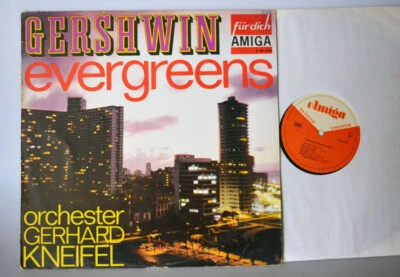 GERSHWIN
für dich
AMIGA
evergreens
orchester
GERHARD
KNEIFEL
Amiga